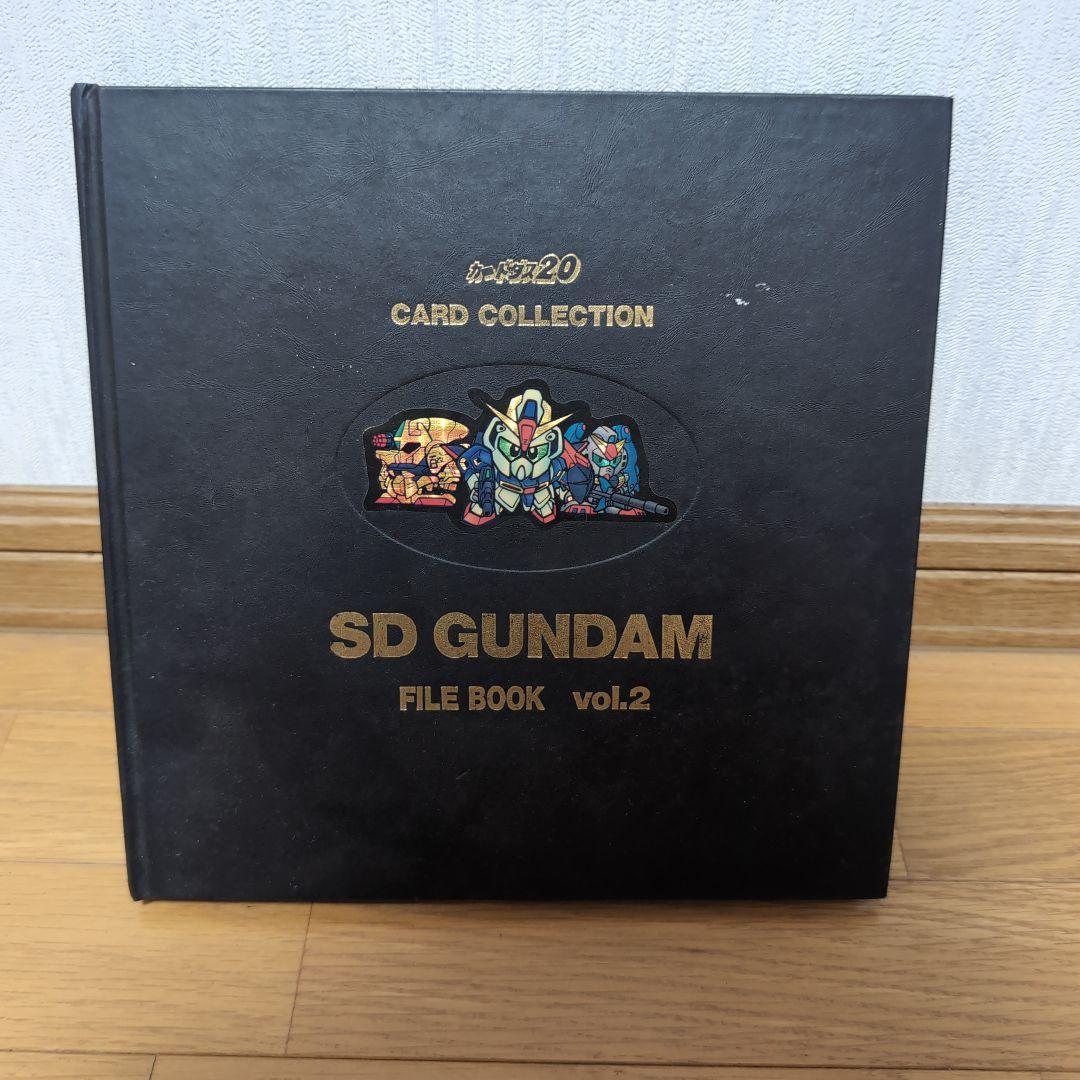 カードダス20
CARD COLLECTION
SD GUNDAM
FILE BOOK vol.2